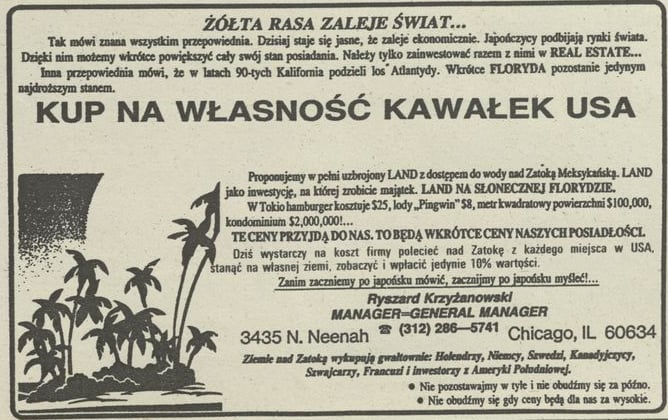 ŻÓŁTA RASA ZALEJE ŚWIAT...
Tak mówi znana wszystkim przepowiednia. Dzisiaj staje się jasne, że zaleje ekonomicznie. Japończycy podbijają rynki świata.
Dzięki nim możemy wkrótce powiększyć cały swój stan posiadania. Należy tylko zainwestować razem z nimi w REAL ESTATE...
Inna przepowiednia mówi, że w latach 90-tych Kalifornia podzieli los Atlantydy. Wkrótce FLORYDA pozostanie jedynym
najdroższym stanem.
KUP NA WŁASNOŚĆ KAWAŁEK USA
Proponujemy w pełni uzbrojony LAND z dostępem do wody nad Zatoką Meksykańską. LAND
jako inwestycję, na której zrobicie majątek. LAND NA SŁONECZNEJ FLORYDZIE.
W Tokio hamburger kosztuje $25, lody „Pingwin" $8, metr kwadratowy powierzchni $100,000,
kondominium $2,000,000!...
TE CENY PRZYJDĄ DO NAS. TO BĘDĄ WKRÓTCE CENY NASZYCH POSIADŁOŚCI.
Dziś wystarczy na koszt firmy polecieć nad Zatokę z każdego miejsca w USA,
stanąć na własnej ziemi, zobaczyć i wpłacić jedynie 10% wartości.
Zanim zaczniemy po japońsku mówić, zacznijmy po japońsku myśleć!...
Ryszard Krzyżanowski
MANAGER=GENERAL MANAGER
3435 N. Neenah ☎ (312) 286—5741 Chicago, IL 60634
Ziemie nad Zatoką wykupują gwałtownie: Holendrzy, Niemcy, Szwedzi, Kanadyjczycy,
Szwajcarzy, Francuzi i inwestorzy z Ameryki Południowej.
• Nie pozostawajmy w tyle i nie obudźmy się za późno.
• Nie obudźmy się gdy ceny będą dla nas za wysokie.